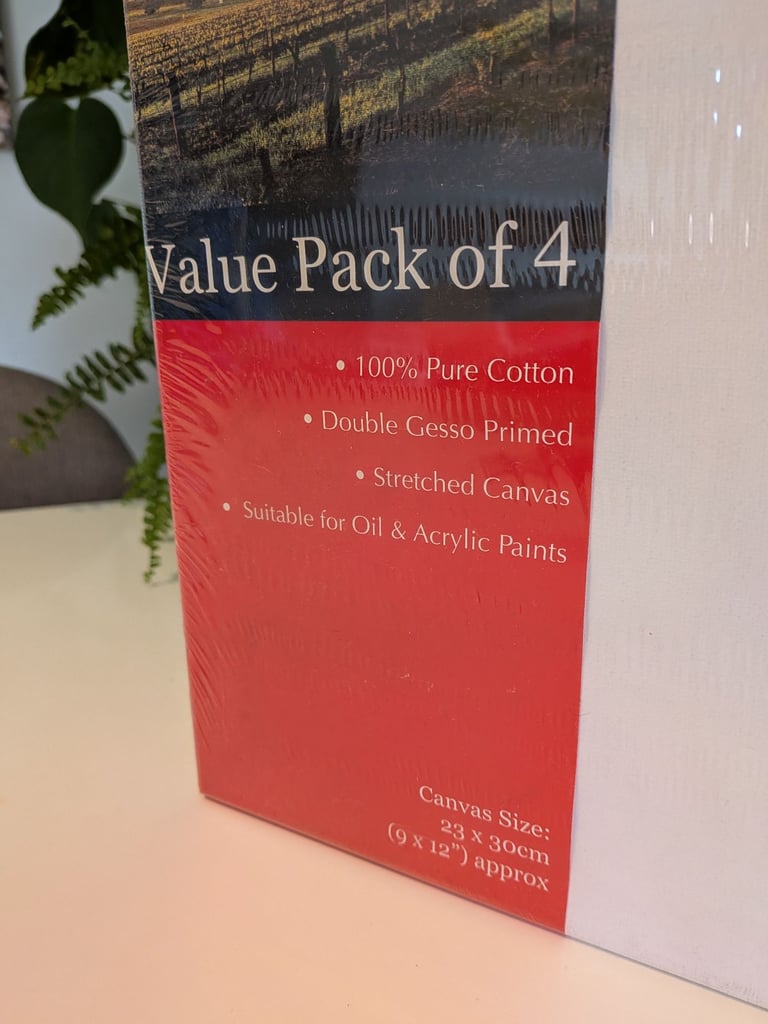 Value Pack of 4
• 100% Pure Cotton
• Double Gesso Primed
• Stretched Canvas
• Suitable for Oil & Acrylic Paints
Canvas Size:
23 x 30cm
(9 x 12”) approx